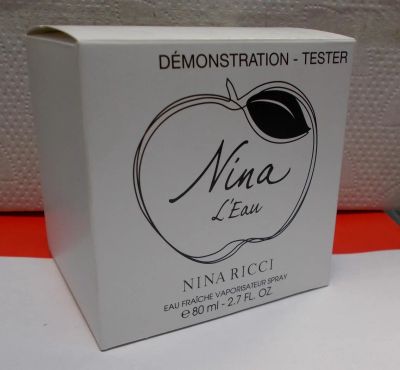 DÉMONSTRATION - TESTER
Nina
L'Eau
NINA RICCI
EAU FRAÎCHE VAPORISATEUR SPRAY
e 80 ml - 2.7 FL. OZ.